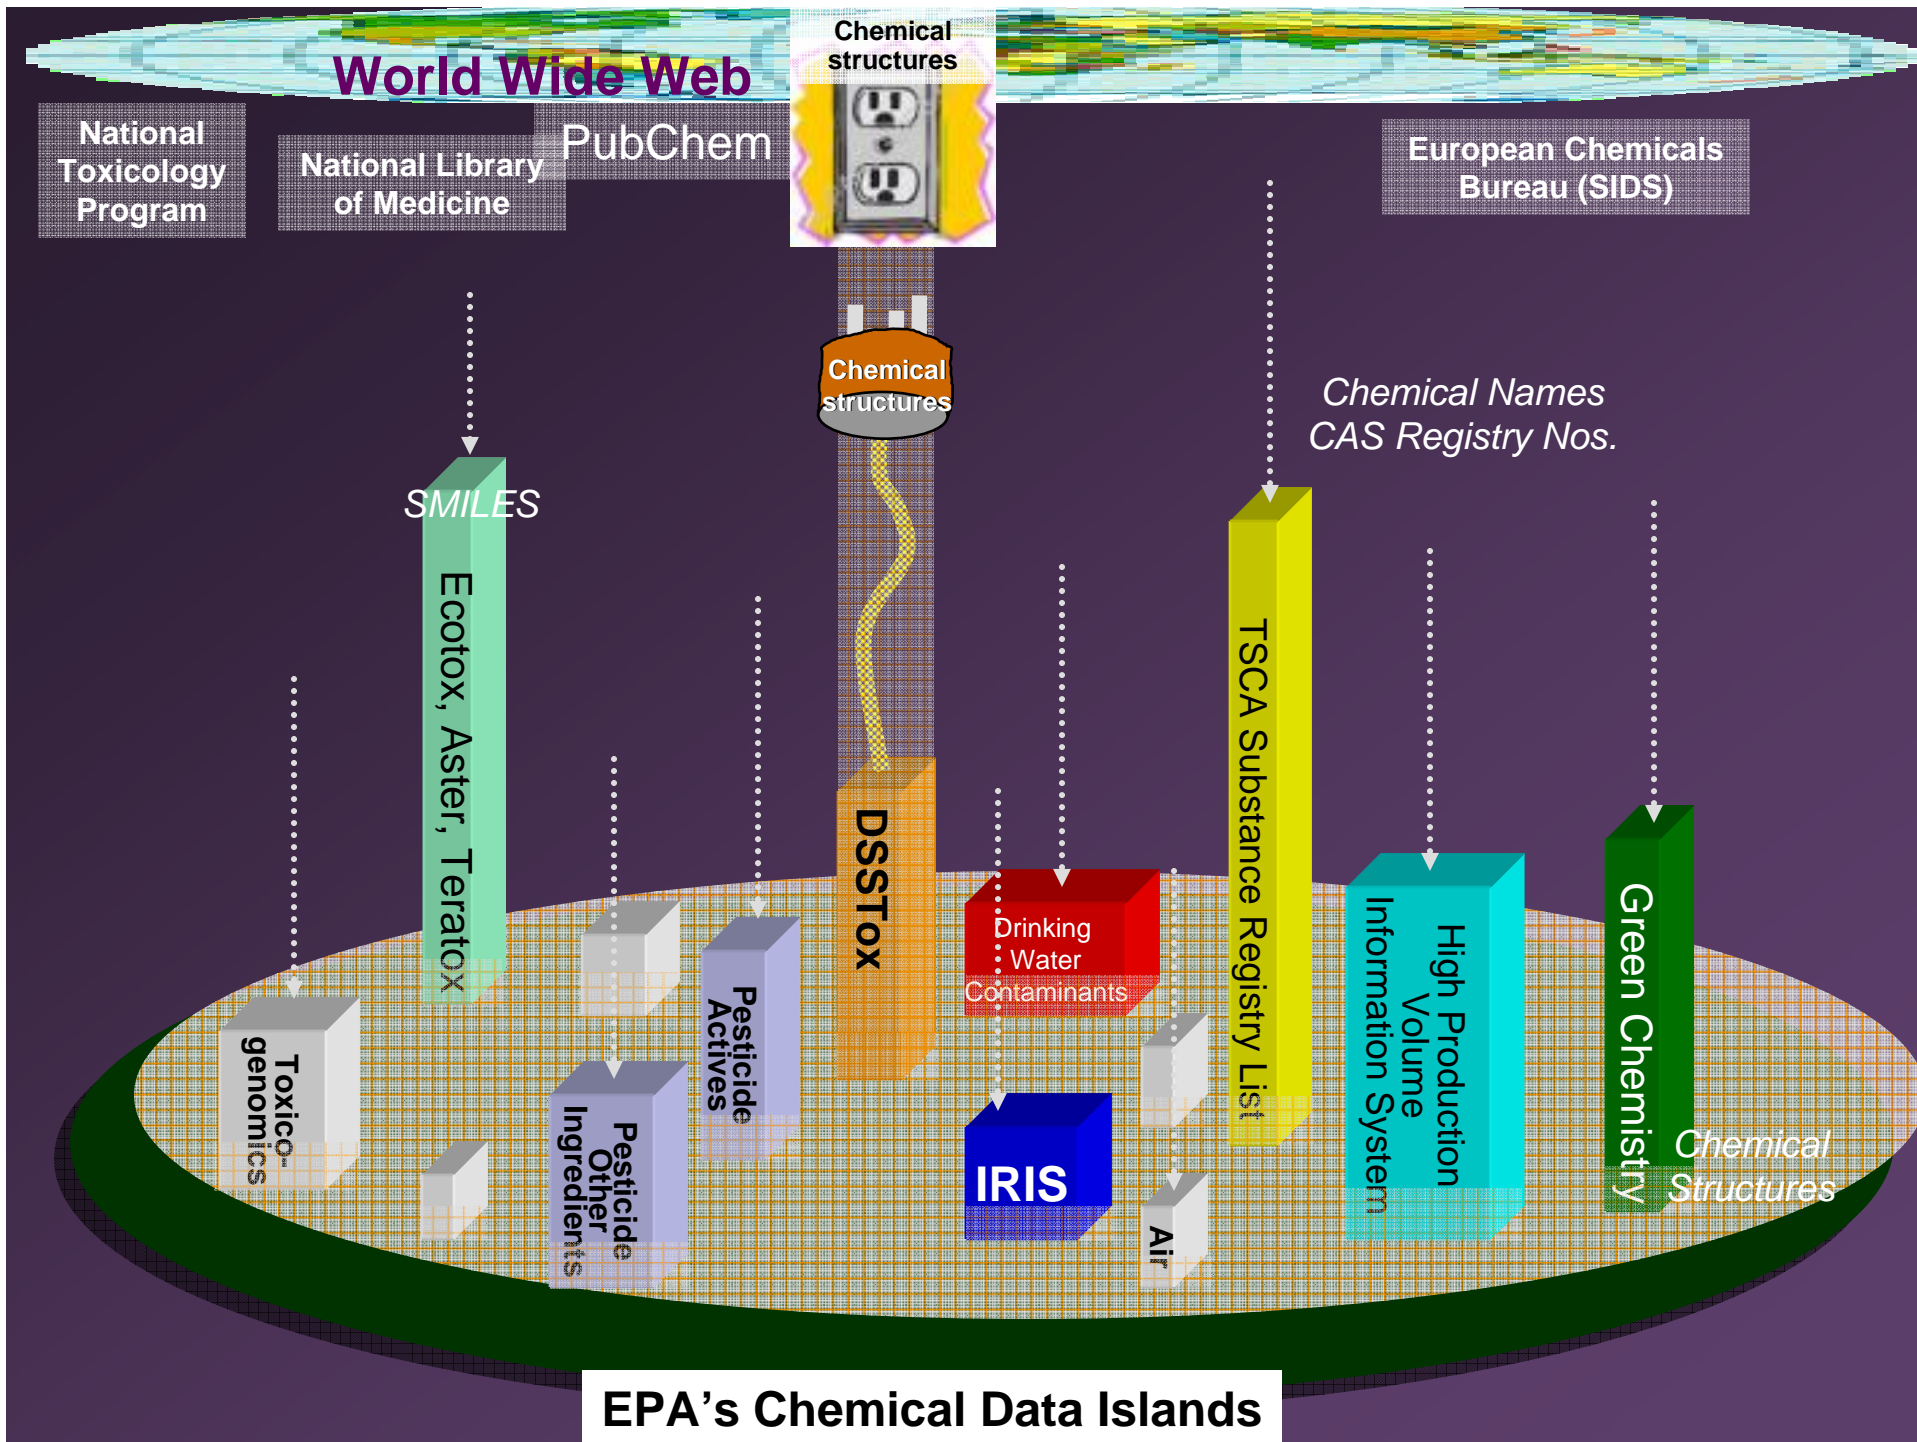 Chemical
structures
World Wide Web
National
Toxicology
Program
National Library
of Medicine
PubChem
European Chemicals
Bureau (SIDS)
Chemical
structures
Chemical Names
CAS Registry Nos.
SMILES
Ecotox, Aster, Teratox
DSSTox
TSCA Substance Registry List
High Production
Volume
Information System
Green Chemistry
Drinking
Water
Contaminants
Pesticide
Actives
Toxico-
genomics
Pesticide
Other
Ingredients
IRIS
Air
Chemical
Structures
EPA’s Chemical Data Islands